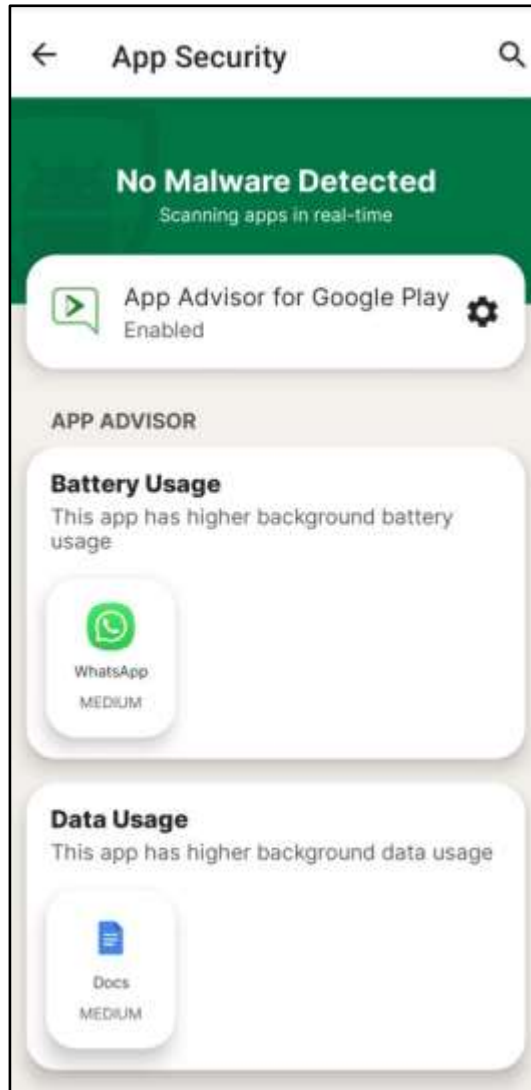 App Security
No Malware Detected
Scanning apps in real-time
App Advisor for Google Play
Enabled
APP ADVISOR
Battery Usage
This app has higher background battery
usage
WhatsApp
MEDIUM
Data Usage
This app has higher background data usage
Docs
MEDIUM